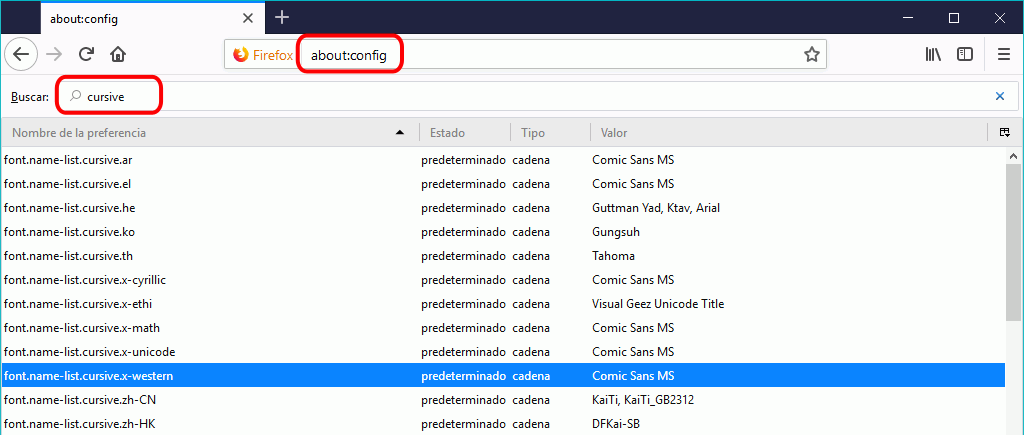 about:config
Firefox about:config
Buscar: cursive
Nombre de la preferencia Estado Tipo Valor
font.name-list.cursive.ar predeterminado cadena Comic Sans MS
font.name-list.cursive.el predeterminado cadena Comic Sans MS
font.name-list.cursive.he predeterminado cadena Guttman Yad, Ktav, Arial
font.name-list.cursive.ko predeterminado cadena Gungsuh
font.name-list.cursive.th predeterminado cadena Tahoma
font.name-list.cursive.x-cyrillic predeterminado cadena Comic Sans MS
font.name-list.cursive.x-ethi predeterminado cadena Visual Geez Unicode Title
font.name-list.cursive.x-math predeterminado cadena Comic Sans MS
font.name-list.cursive.x-unicode predeterminado cadena Comic Sans MS
font.name-list.cursive.x-western predeterminado cadena Comic Sans MS
font.name-list.cursive.zh-CN predeterminado cadena KaiTi, KaiTi_GB2312
font.name-list.cursive.zh-HK predeterminado cadena DFKai-SB